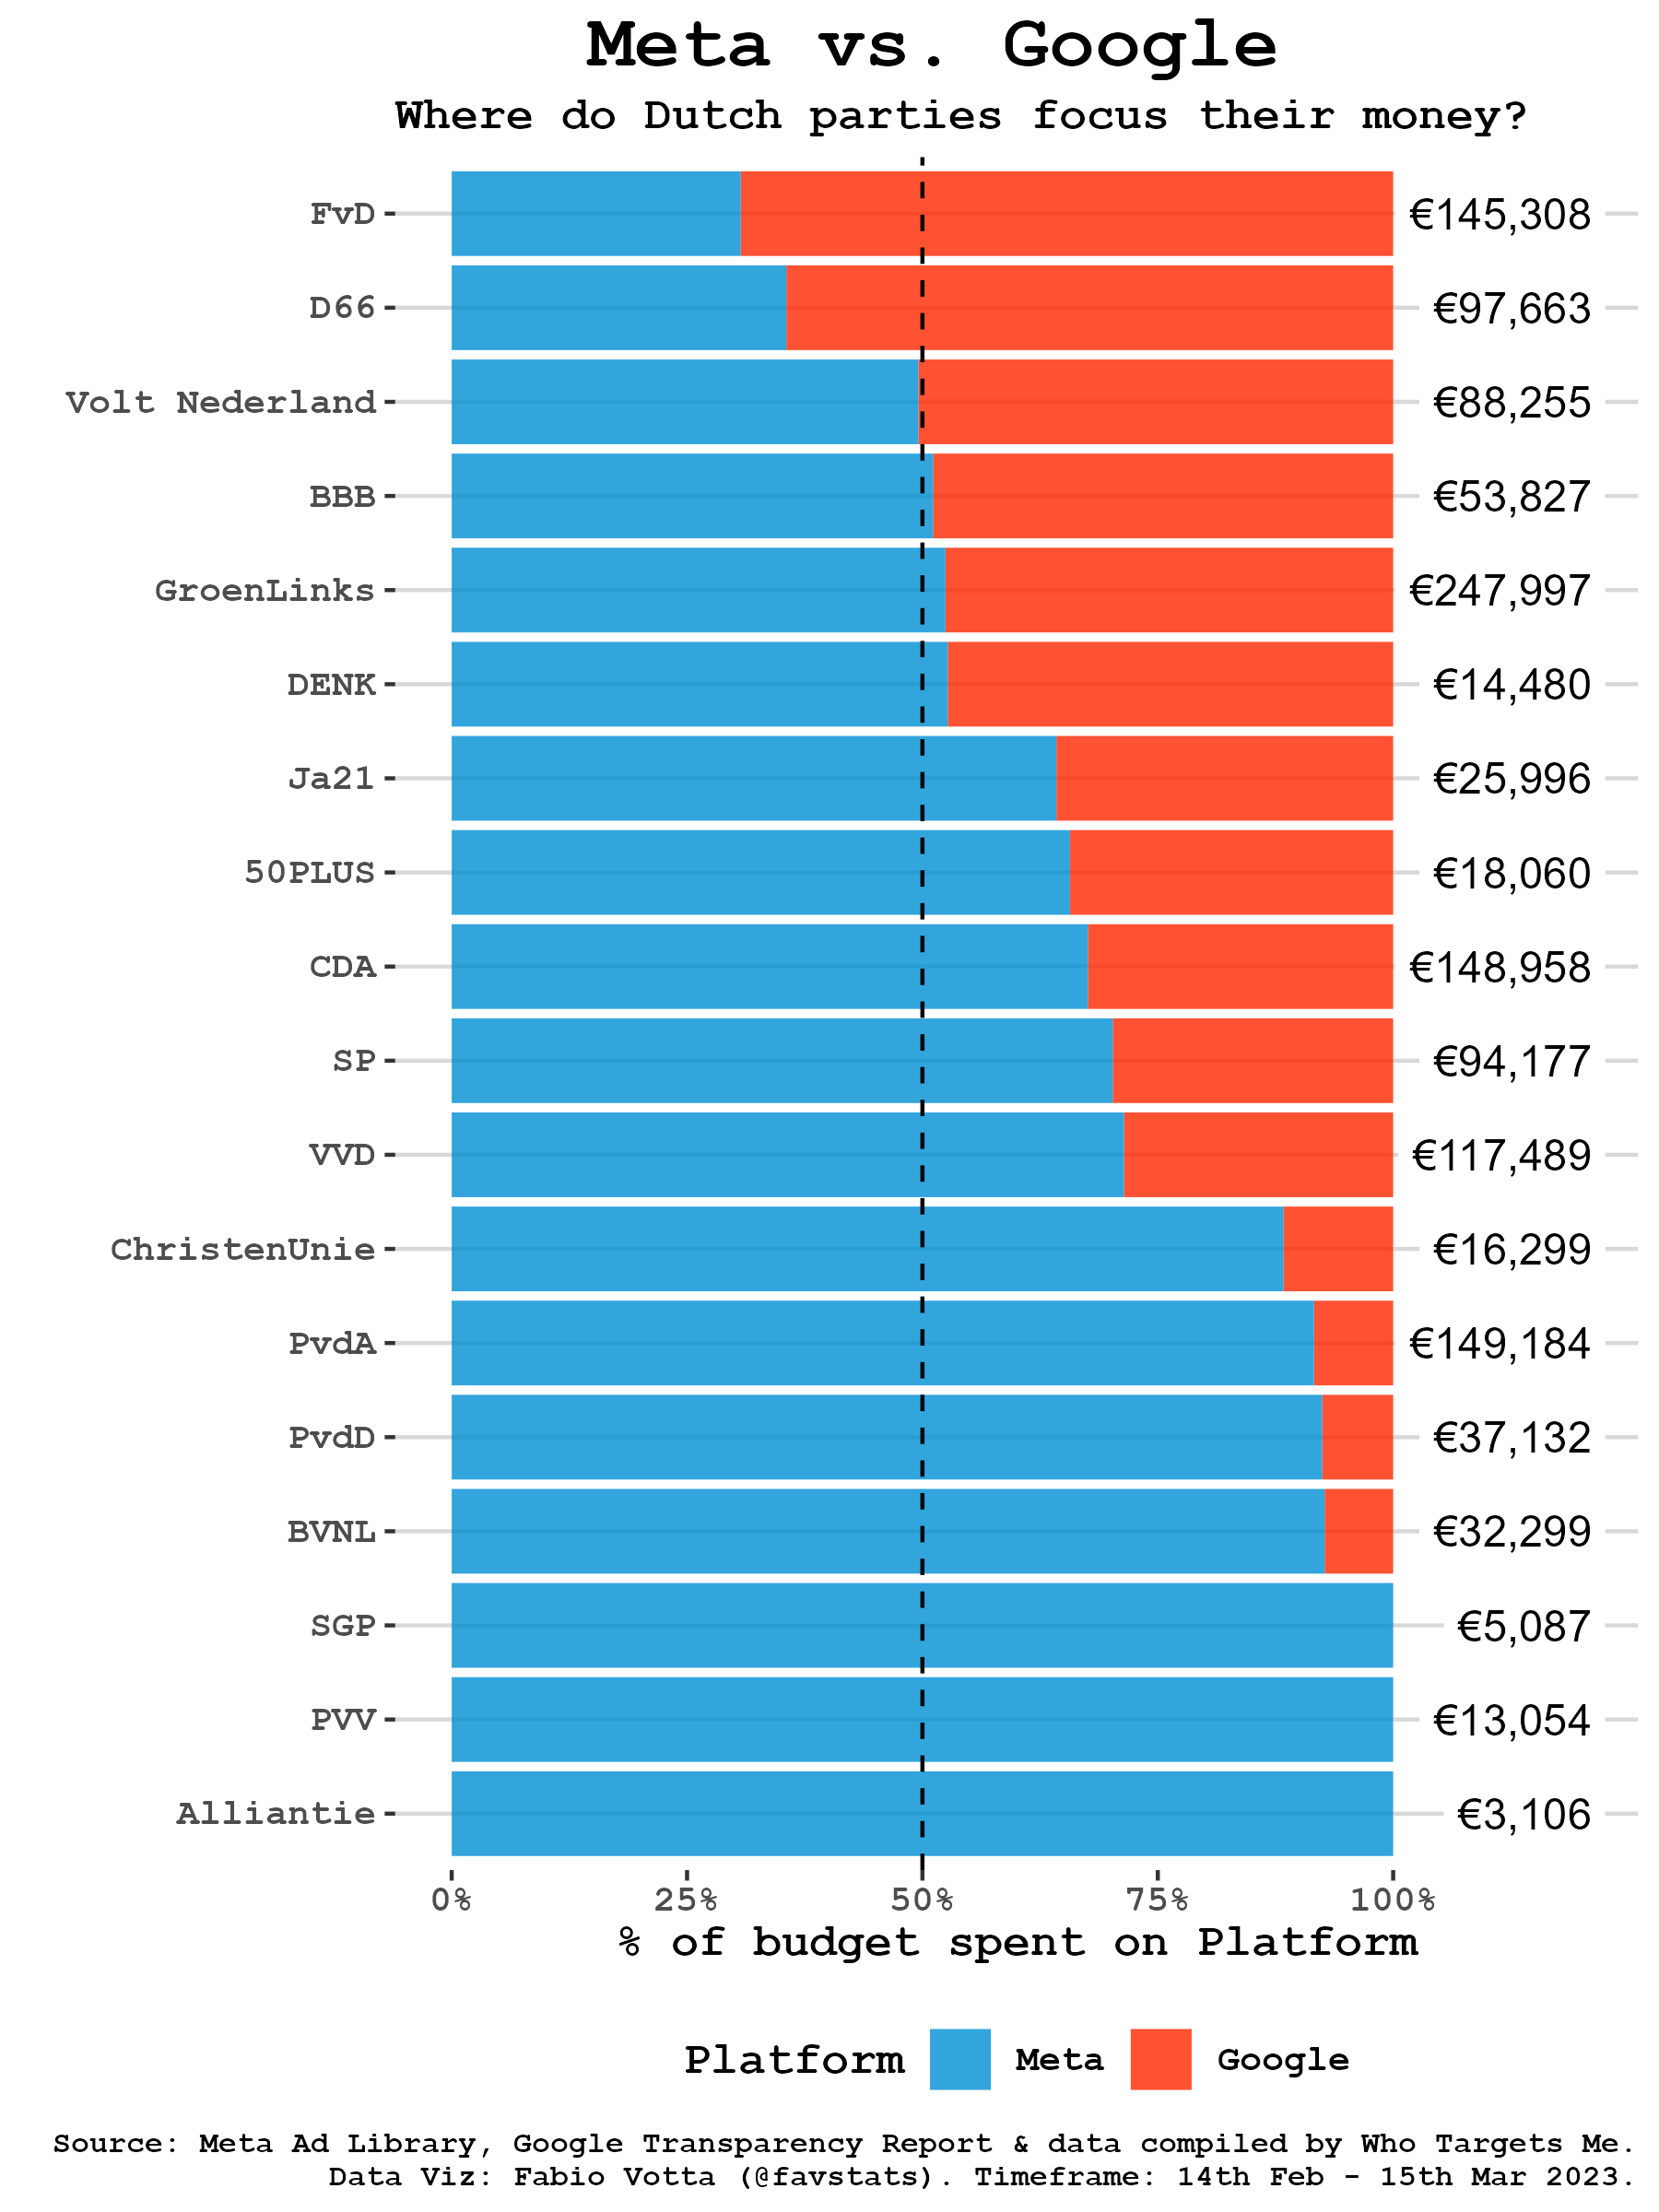 Meta vs. Google
Where do Dutch parties focus their money?
FvD €145,308
D66 €97,663
Volt Nederland €88,255
BBB €53,827
GroenLinks €247,997
DENK €14,480
Ja21 €25,996
50PLUS €18,060
CDA €148,958
SP €94,177
VVD €117,489
ChristenUnie €16,299
PvdA €149,184
PvdD €37,132
BVNL €32,299
SGP €5,087
PVV €13,054
Alliantie €3,106
0% 25% 50% 75% 100%
% of budget spent on Platform
Platform Meta Google
Source: Meta Ad Library, Google Transparency Report & data compiled by Who Targets Me.
Data Viz: Fabio Votta (@favstats). Timeframe: 14th Feb - 15th Mar 2023.